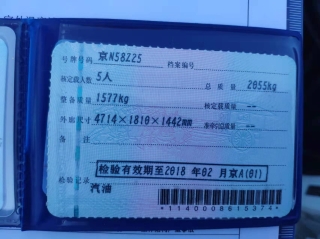 号牌号码 京N58Z25 档案编号
核定载人数 5人 总质量 2055kg
整备质量 1577kg 核定载质量 --
外廓尺寸 4714×1810×1442mm 准牵引总质量 --
备注
检验有效期至2018年02月京A(01)
检验记录
汽油
*1140008615374*